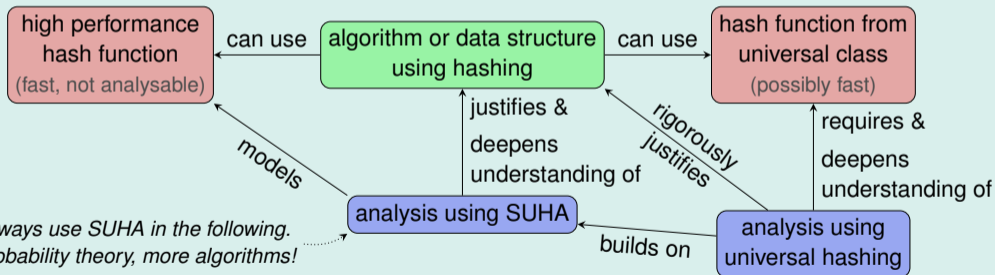 high performance
hash function
(fast, not analysable)
can use
algorithm or data structure
using hashing
can use
hash function from
universal class
(possibly fast)
justifies &
deepens
understanding of
rigorously
justifies
requires &
deepens
understanding of
models
analysis using SUHA
builds on
analysis using
universal hashing
use SUHA in the following.
theory, more algorithms!